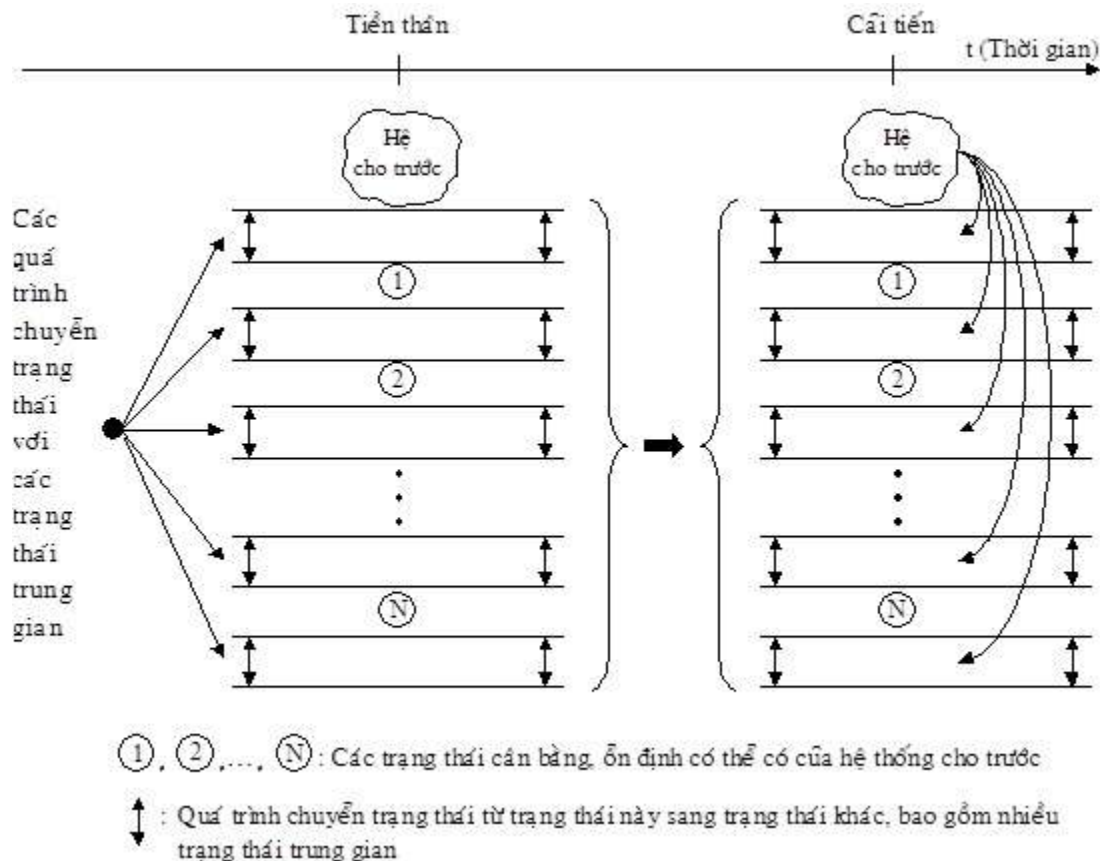 Tiền thân
Cải tiến
t (Thời gian)
Hệ
cho trước
Hệ
cho trước
Các
quá
trình
chuyển
trạng
thái
với
các
trạng
thái
trung
gian
1
2
N
1
2
N
1, 2,..., N : Các trạng thái cân bằng, ổn định có thể có của hệ thống cho trước
: Quá trình chuyển trạng thái từ trạng thái này sang trạng thái khác, bao gồm nhiều
trạng thái trung gian